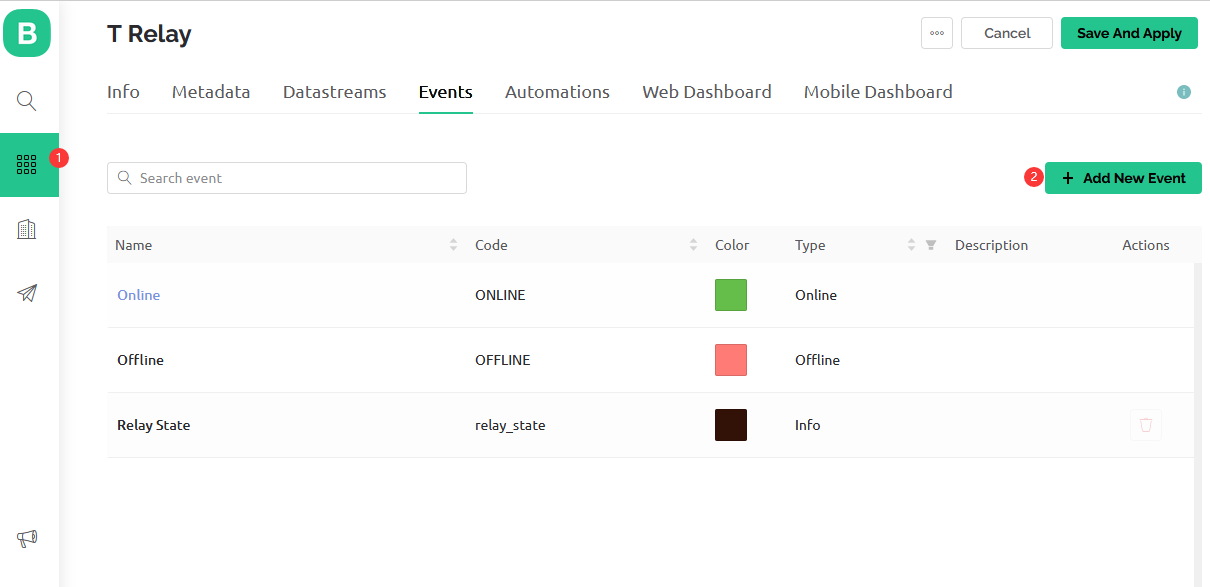 B
T Relay
Cancel
Save And Apply
Info Metadata Datastreams Events Automations Web Dashboard Mobile Dashboard
i
1
Search event
2
+ Add New Event
Name Code Color Type Description Actions
Online ONLINE Online
Offline OFFLINE Offline
Relay State relay_state Info